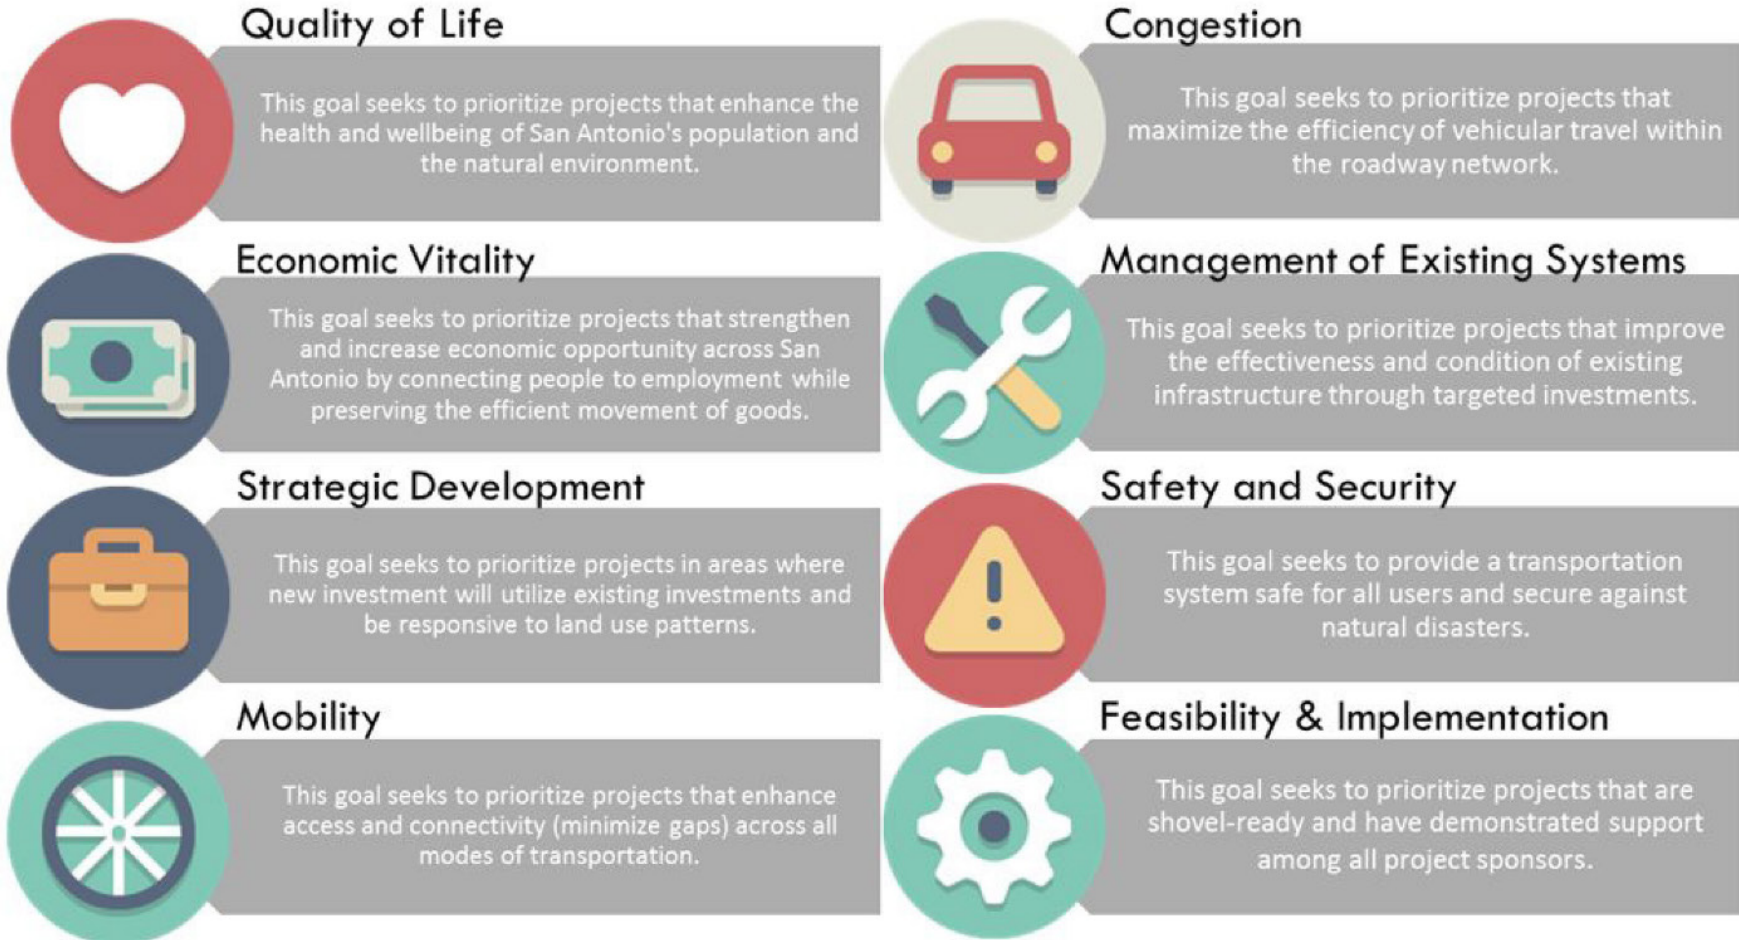 Quality of Life
This goal seeks to prioritize projects that enhance the
health and wellbeing of San Antonio's population and
the natural environment.
Economic Vitality
This goal seeks to prioritize projects that strengthen
and increase economic opportunity across San
Antonio by connecting people to employment while
preserving the efficient movement of goods.
Strategic Development
This goal seeks to prioritize projects in areas where
new investment will utilize existing investments and
be responsive to land use patterns.
Mobility
This goal seeks to prioritize projects that enhance
access and connectivity (minimize gaps) across all
modes of transportation.
Congestion
This goal seeks to prioritize projects that
maximize the efficiency of vehicular travel within
the roadway network.
Management of Existing Systems
This goal seeks to prioritize projects that improve
the effectiveness and condition of existing
infrastructure through targeted investments.
Safety and Security
This goal seeks to provide a transportation
system safe for all users and secure against
natural disasters.
Feasibility & Implementation
This goal seeks to prioritize projects that are
shovel-ready and have demonstrated support
among all project sponsors.